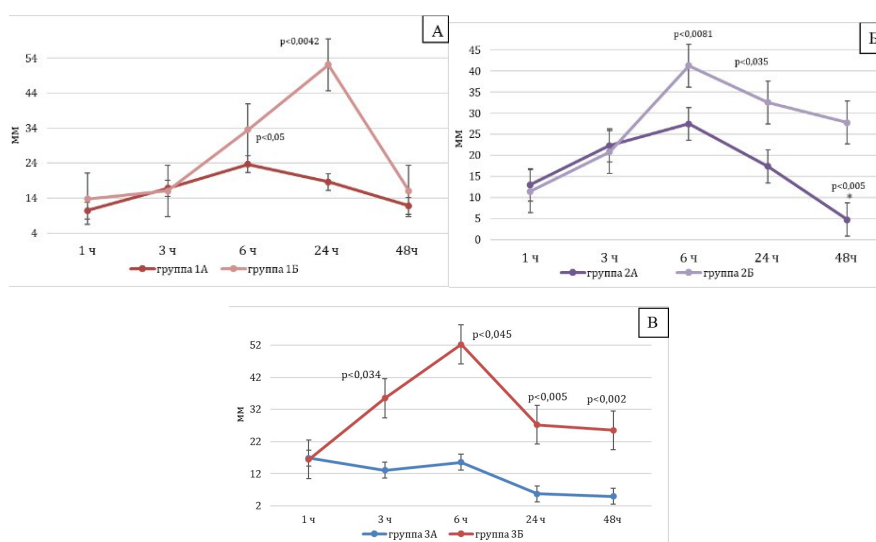 А
p<0,0042
54
44
34
24
14
4
мм
p<0,05
1 ч
3 ч
6 ч
24 ч
48ч
группа 1А
группа 1Б
Б
p<0,0081
p<0,035
45
40
35
30
25
20
15
10
5
0
мм
p<0,005
*
1 ч
3 ч
6 ч
24 ч
48ч
группа 2А
группа 2Б
В
p<0,045
52
42
32
22
12
2
мм
p<0,034
p<0,005
p<0,002
1 ч
3 ч
6 ч
24 ч
48ч
группа 3А
группа 3Б